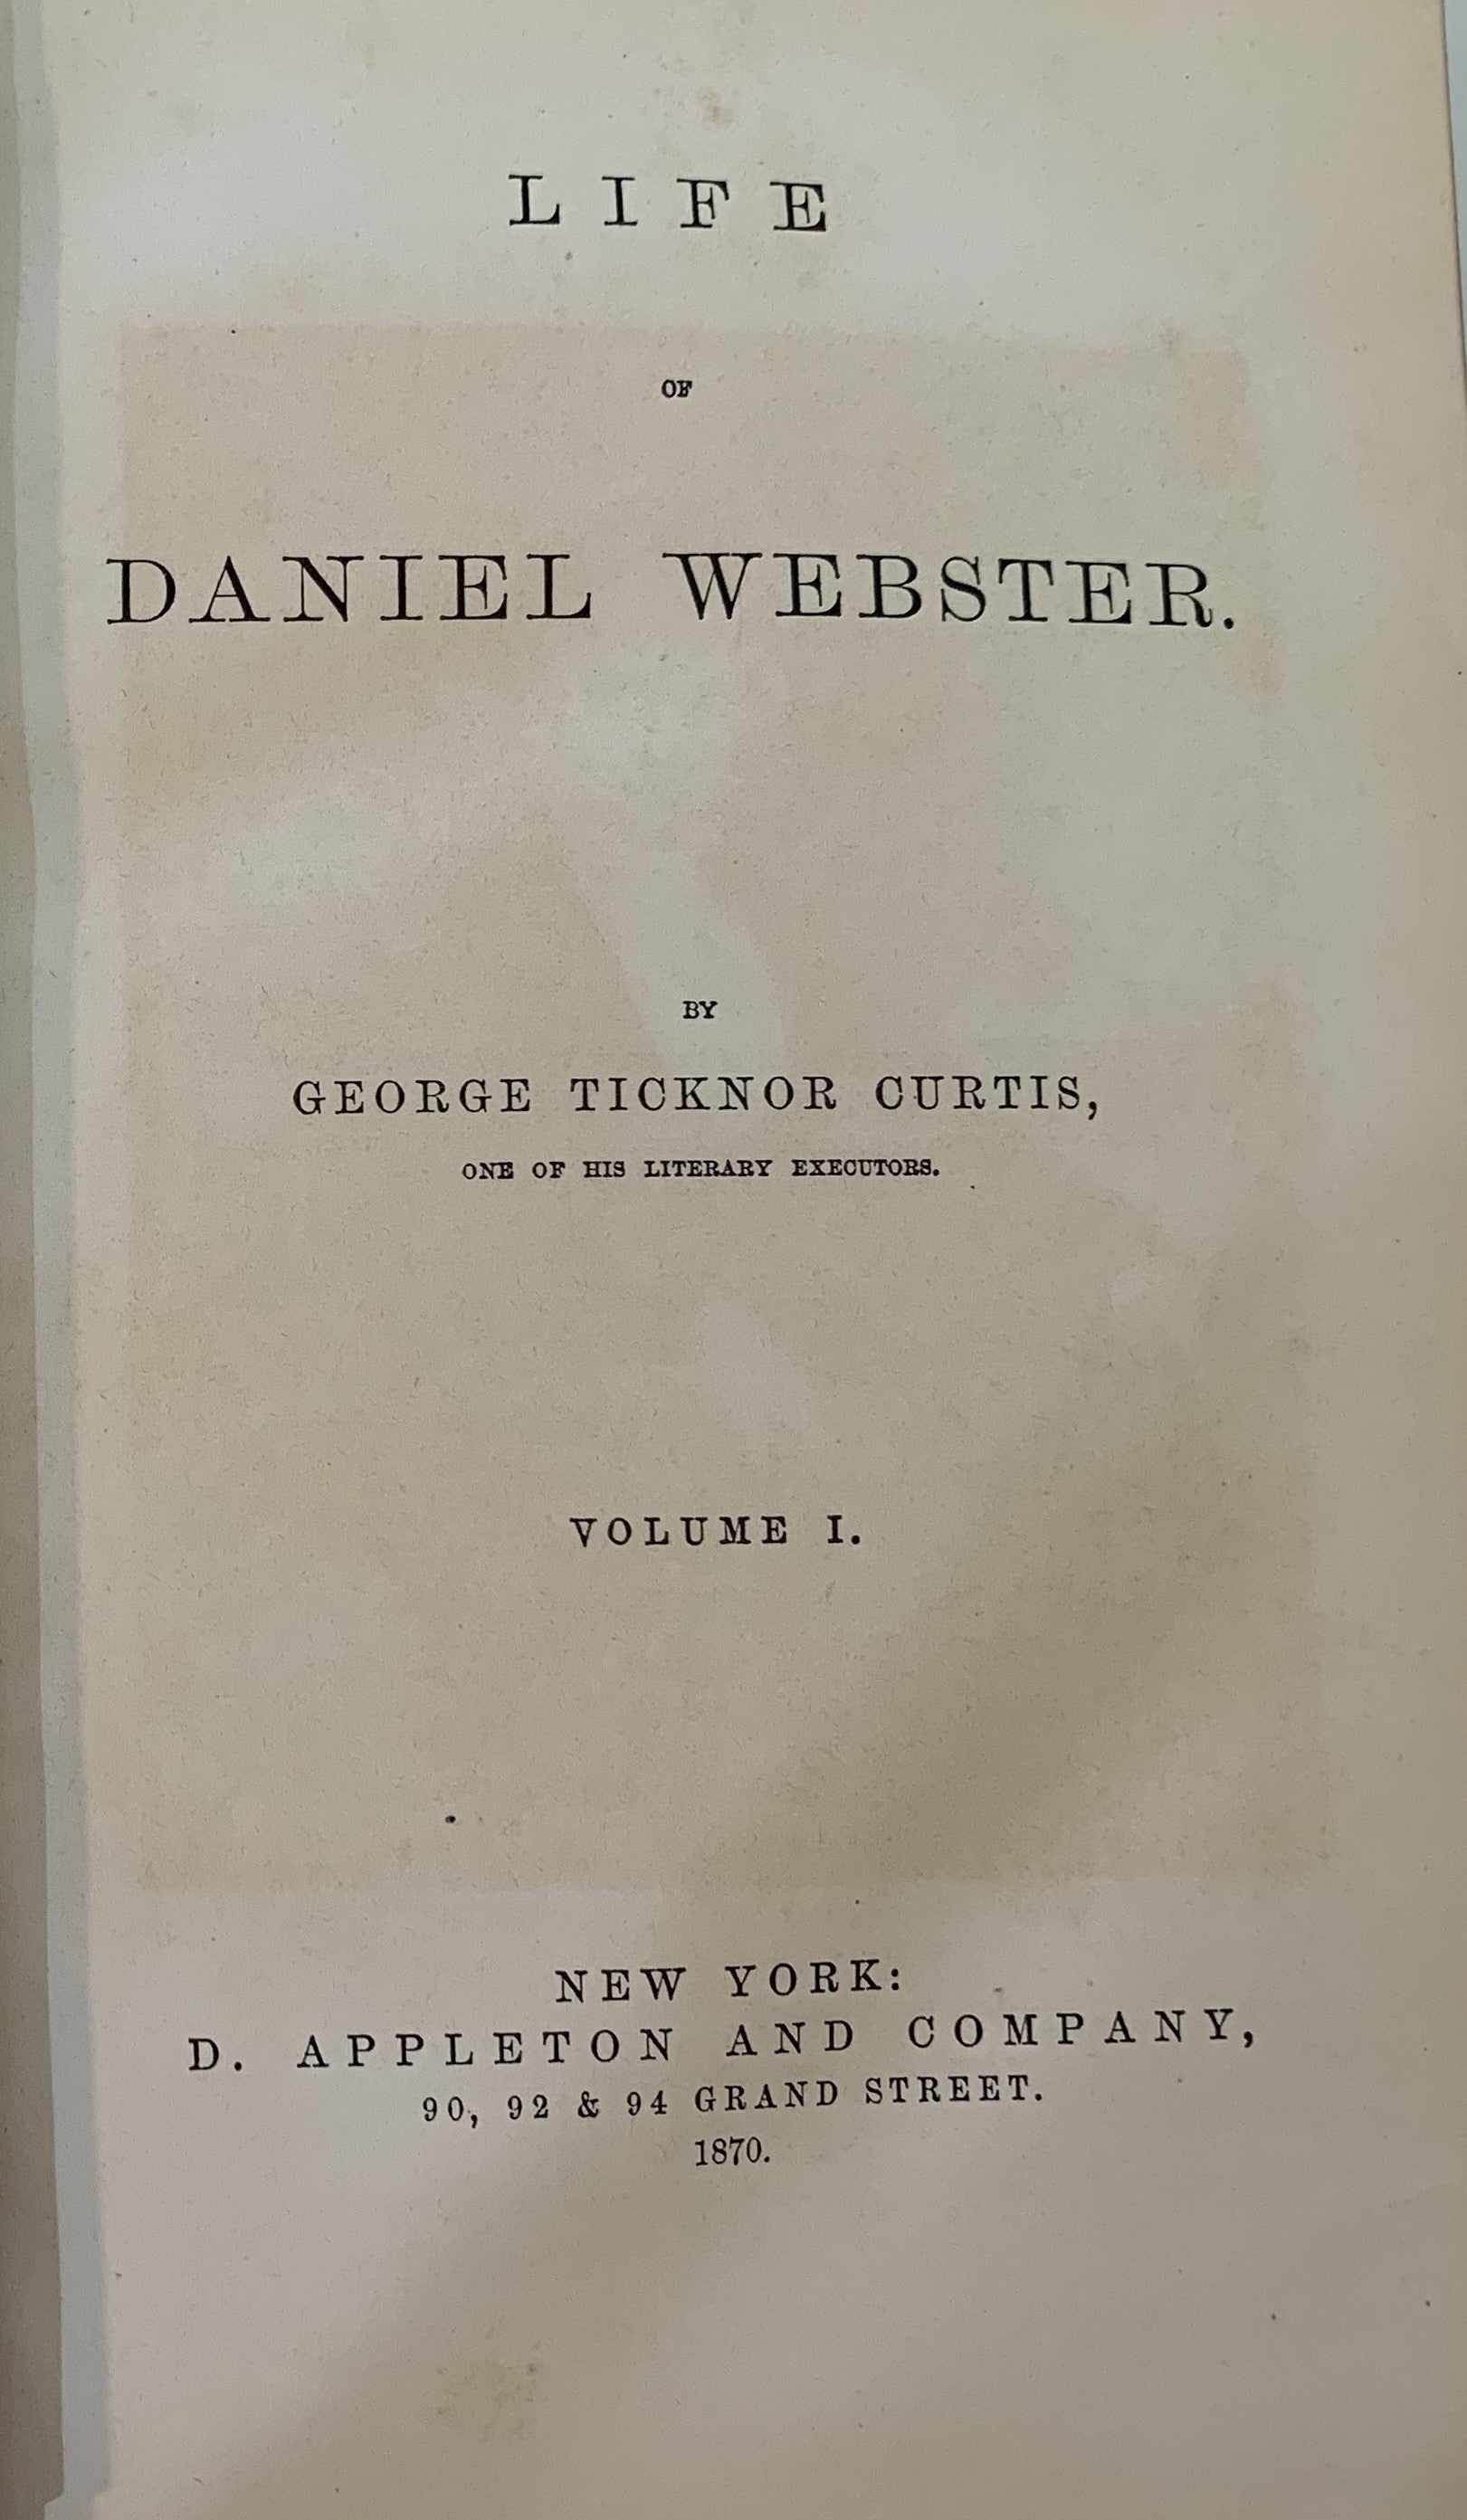 LIFE
OF
DANIEL WEBSTER.
BY
GEORGE TICKNOR CURTIS,
ONE OF HIS LITERARY EXECUTORS.
VOLUME I.
NEW YORK:
D. APPLETON AND COMPANY,
90, 92 & 94 GRAND STREET.
1870.